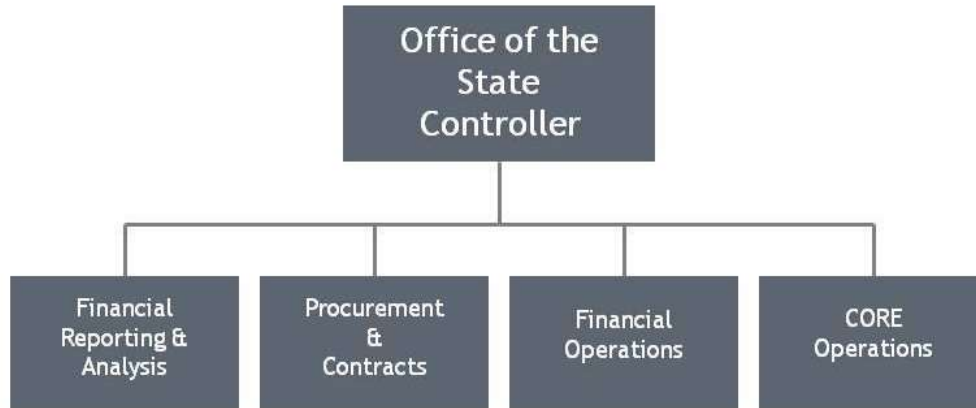 Office of the
State
Controller
Financial
Reporting &
Analysis
Procurement
&
Contracts
Financial
Operations
CORE
Operations